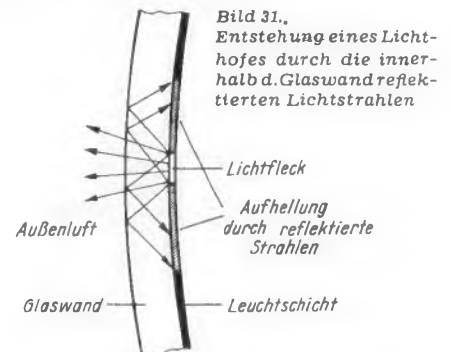 Bild 31.
Entstehung eines Licht-
hofes durch die inner-
halb d. Glaswand reflek-
tierten Lichtstrahlen
Lichtfleck
Aufhellung
durch reflektierte
Strahlen
Außenluft
Glaswand
Leuchtschicht